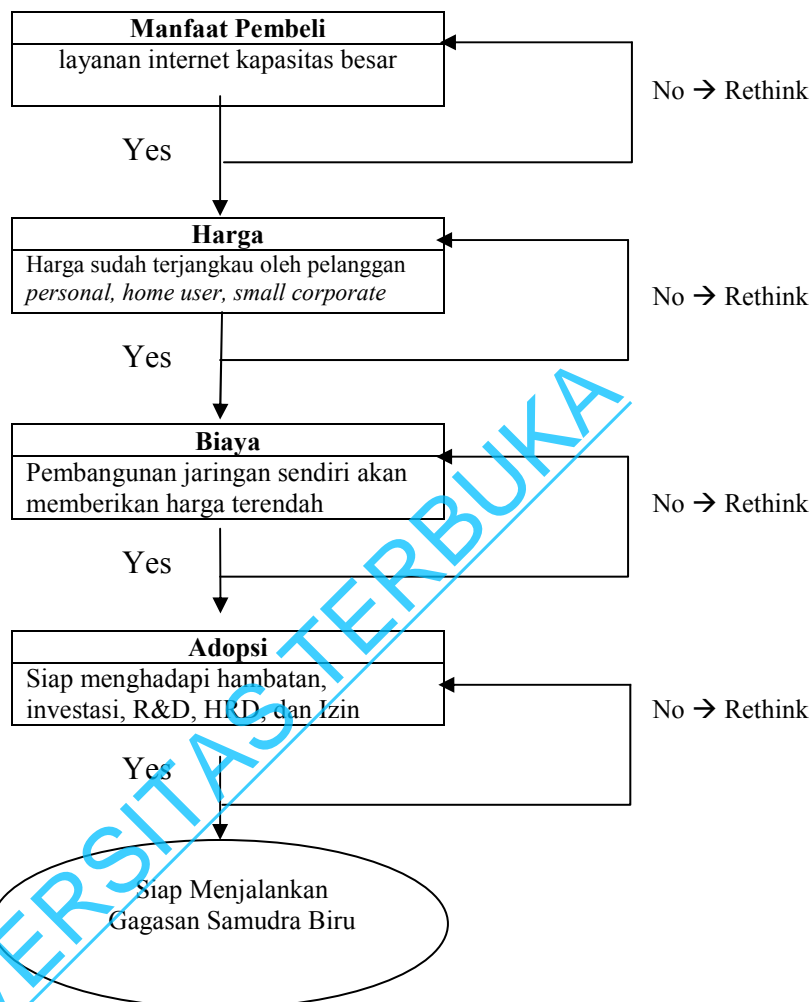 Manfaat Pembeli
layanan internet kapasitas besar
No → Rethink
Yes
Harga
Harga sudah terjangkau oleh pelanggan
personal, home user, small corporate
No → Rethink
Yes
Biaya
Pembangunan jaringan sendiri akan
memberikan harga terendah
No → Rethink
Yes
Adopsi
Siap menghadapi hambatan,
investasi, R&D, HRD, dan Izin
No → Rethink
Yes
Siap Menjalankan
Gagasan Samudra Biru
VERSITAS TERBUKA